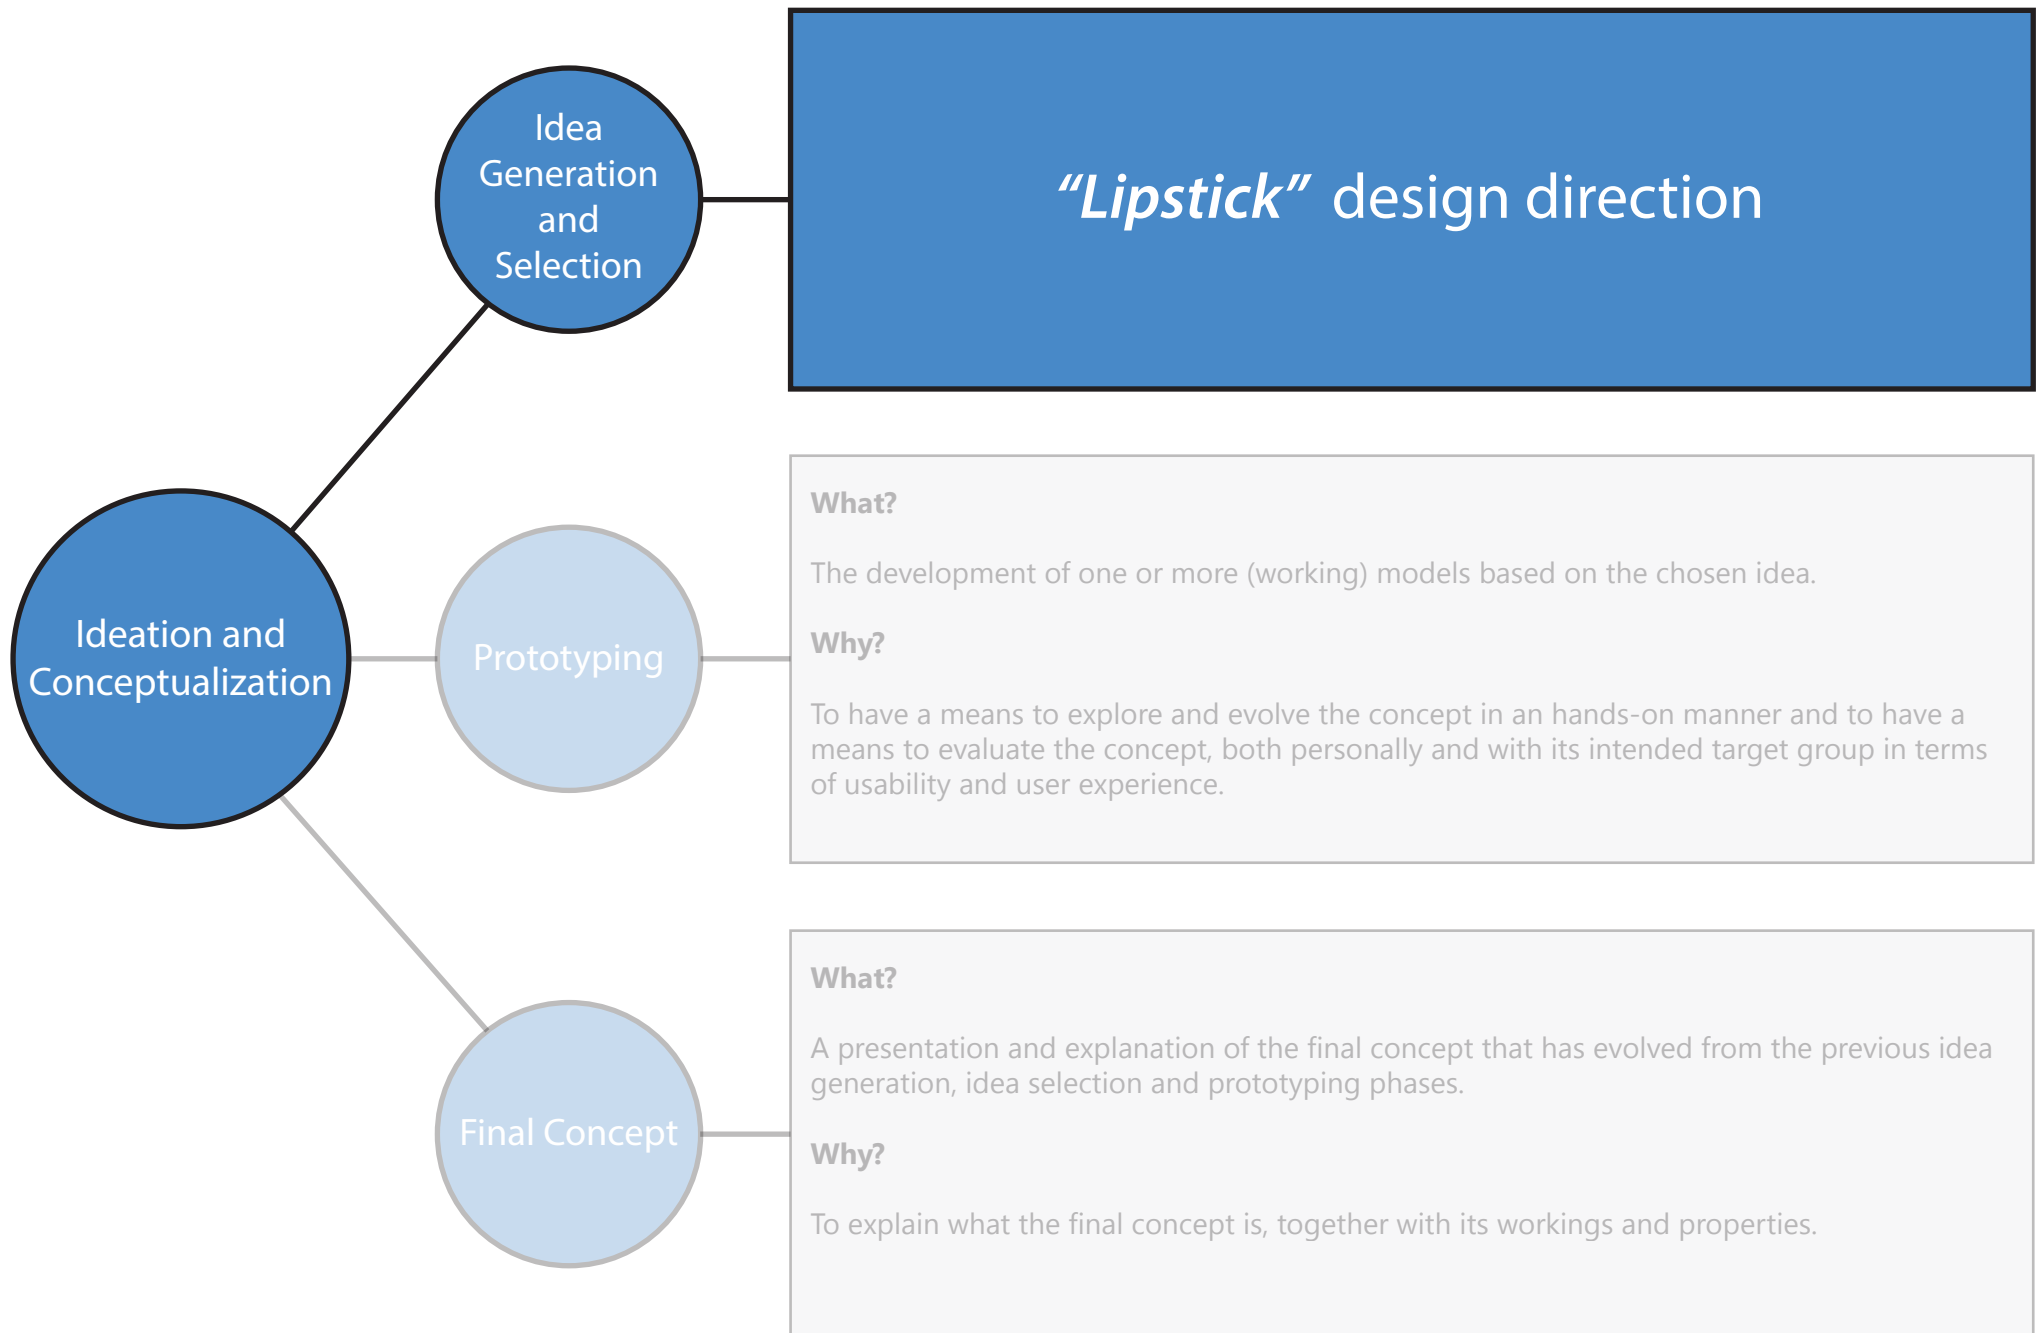 Idea
Generation
and
Selection
“Lipstick” design direction
Ideation and
Conceptualization
Prototyping
What?
The development of one or more (working) models based on the chosen idea.
Why?
To have a means to explore and evolve the concept in an hands-on manner and to have a
means to evaluate the concept, both personally and with its intended target group in terms
of usability and user experience.
Final Concept
What?
A presentation and explanation of the final concept that has evolved from the previous idea
generation, idea selection and prototyping phases.
Why?
To explain what the final concept is, together with its workings and properties.